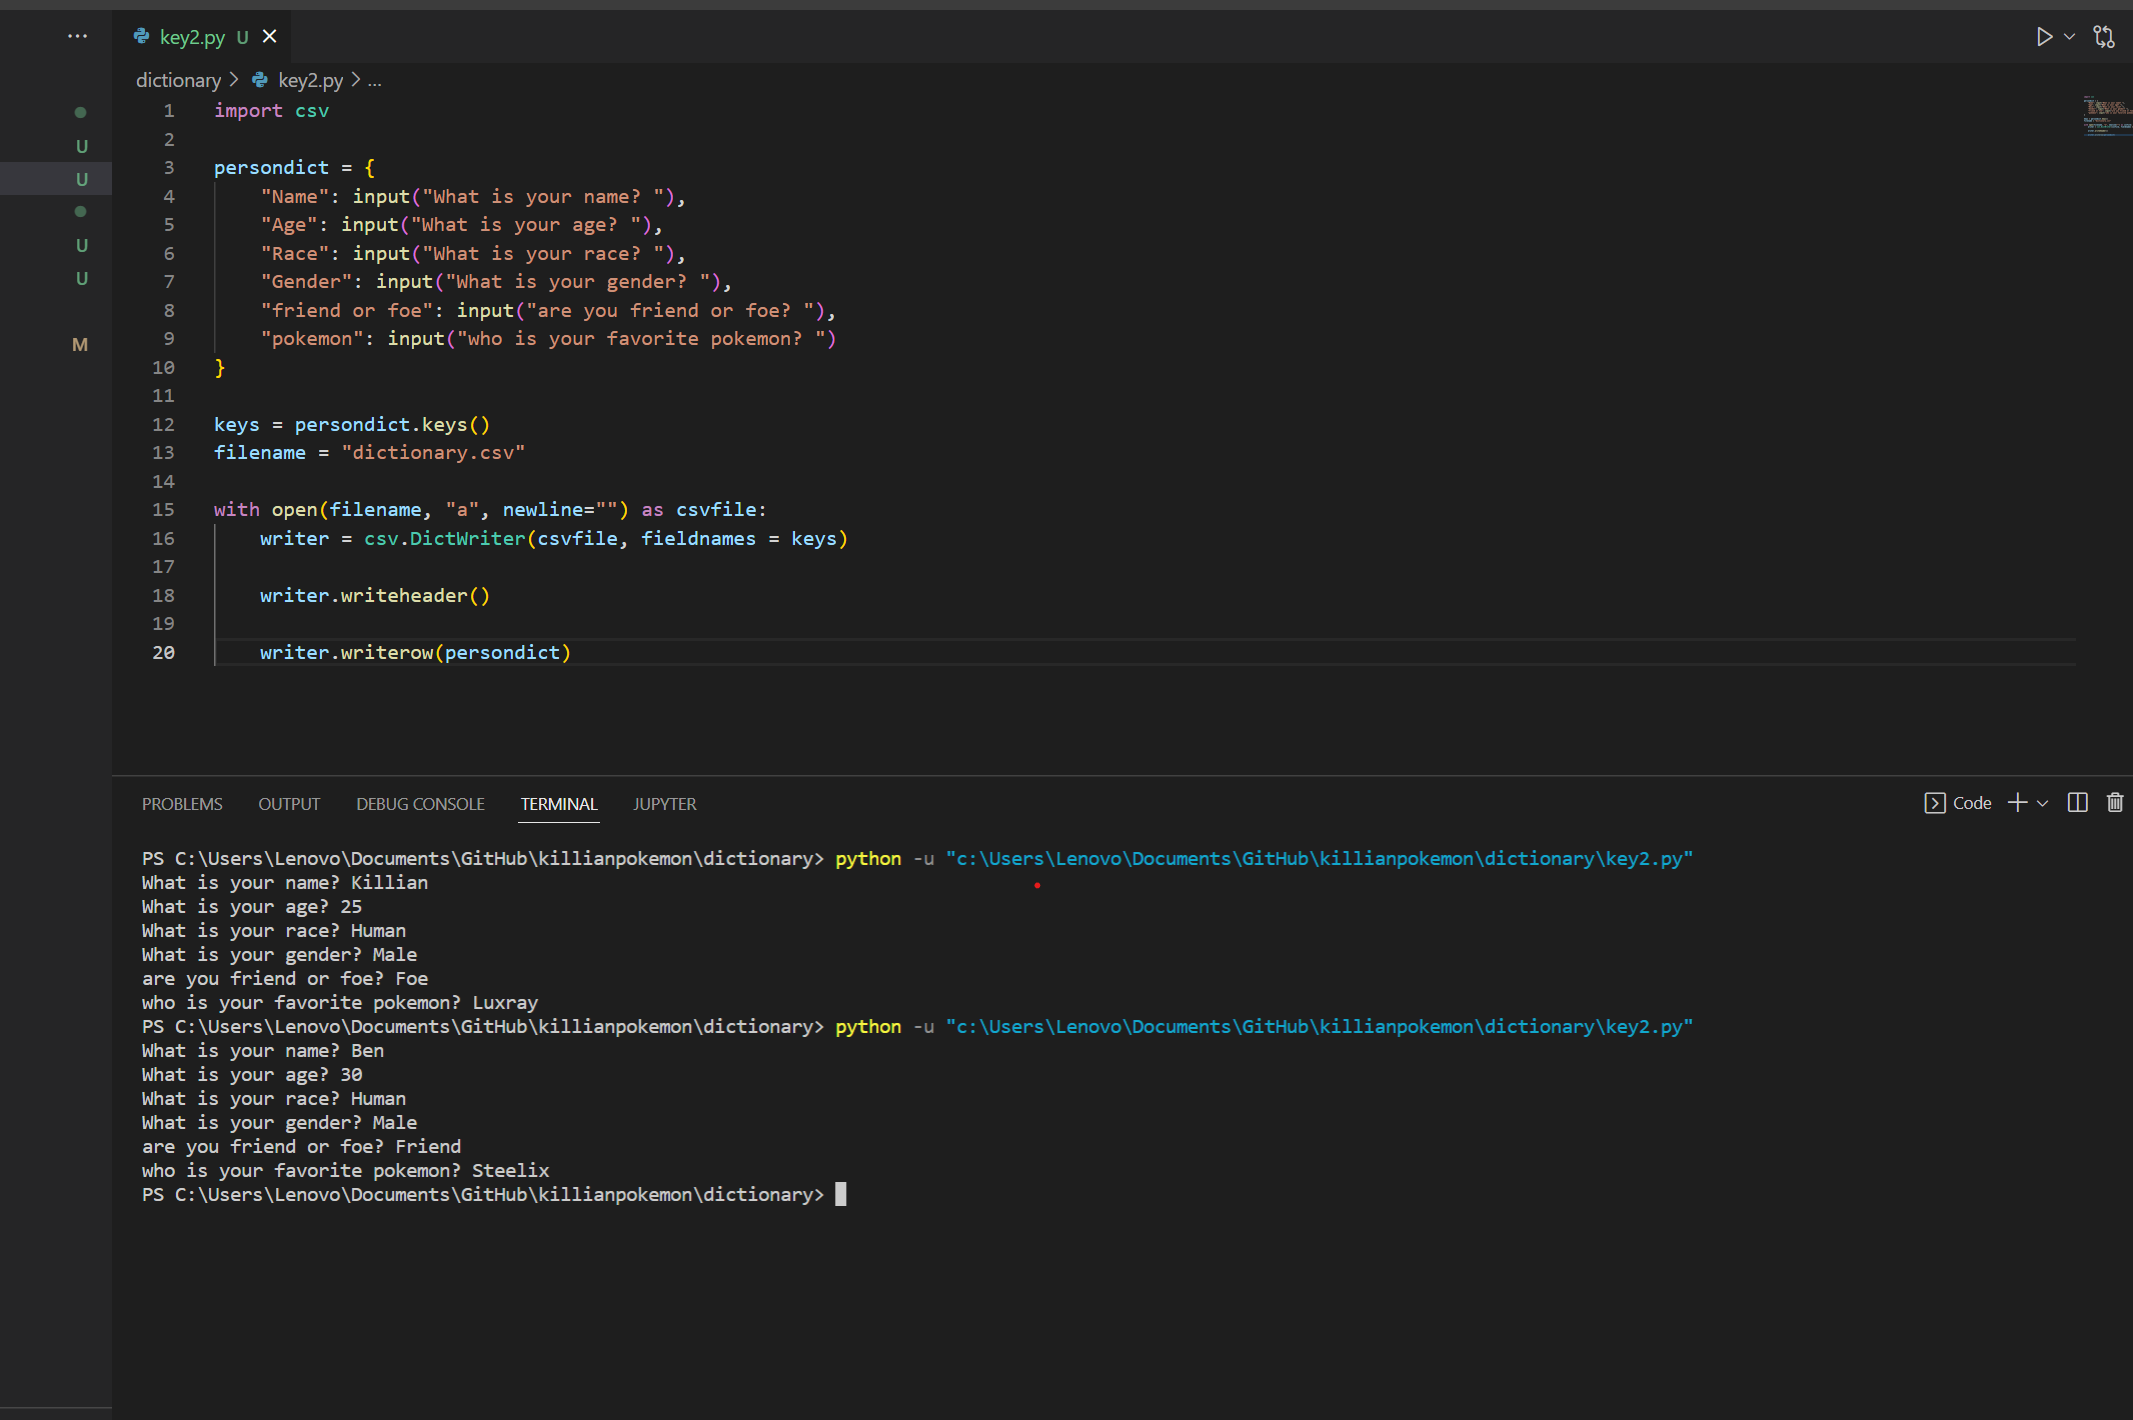 key2.py U
dictionary > key2.py > ...
U
U
U
U
M
1 import csv
2
3 persondict = {
4 "Name": input("What is your name? "),
5 "Age": input("What is your age? "),
6 "Race": input("What is your race? "),
7 "Gender": input("What is your gender? "),
8 "friend or foe": input("are you friend or foe? "),
9 "pokemon": input("who is your favorite pokemon? ")
10 }
11
12 keys = persondict.keys()
13 filename = "dictionary.csv"
14
15 with open(filename, "a", newline="") as csvfile:
16 writer = csv.DictWriter(csvfile, fieldnames = keys)
17
18 writer.writeheader()
19
20 writer.writerow(persondict)
PROBLEMS OUTPUT DEBUG CONSOLE TERMINAL JUPYTER Code
PS C:\Users\Lenovo\Documents\GitHub\killianpokemon\dictionary> python -u "c:\Users\Lenovo\Documents\GitHub\killianpokemon\dictionary\key2.py"
What is your name? Killian
What is your age? 25
What is your race? Human
What is your gender? Male
are you friend or foe? Foe
who is your favorite pokemon? Luxray
PS C:\Users\Lenovo\Documents\GitHub\killianpokemon\dictionary> python -u "c:\Users\Lenovo\Documents\GitHub\killianpokemon\dictionary\key2.py"
What is your name? Ben
What is your age? 30
What is your race? Human
What is your gender? Male
are you friend or foe? Friend
who is your favorite pokemon? Steelix
PS C:\Users\Lenovo\Documents\GitHub\killianpokemon\dictionary>